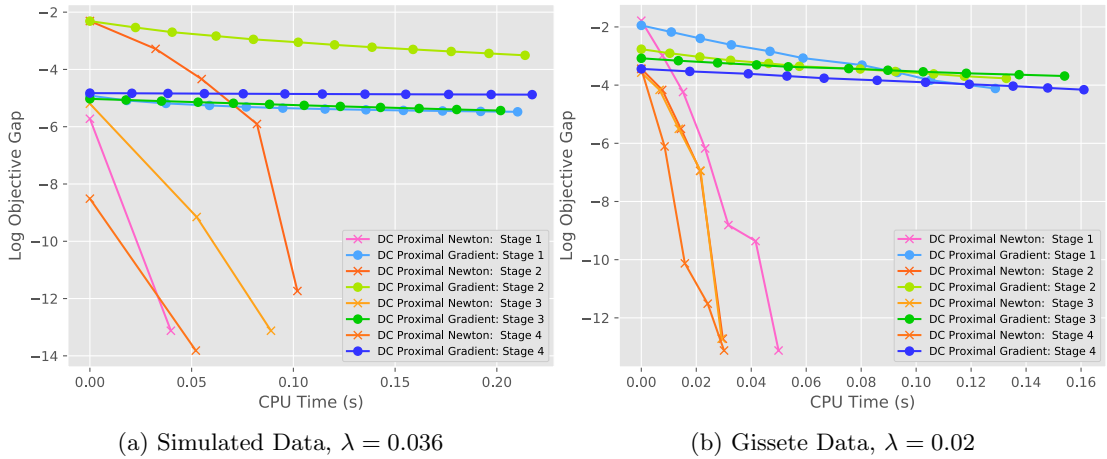 −2
−4
−6
−8
−10
−12
−14
Log Objective Gap
0.00
0.05
0.10
0.15
0.20
CPU Time (s)
DC Proximal Newton: Stage 1
DC Proximal Gradient: Stage 1
DC Proximal Newton: Stage 2
DC Proximal Gradient: Stage 2
DC Proximal Newton: Stage 3
DC Proximal Gradient: Stage 3
DC Proximal Newton: Stage 4
DC Proximal Gradient: Stage 4
(a) Simulated Data, λ = 0.036
−2
−4
−6
−8
−10
−12
Log Objective Gap
0.00
0.02
0.04
0.06
0.08
0.10
0.12
0.14
0.16
CPU Time (s)
DC Proximal Newton: Stage 1
DC Proximal Gradient: Stage 1
DC Proximal Newton: Stage 2
DC Proximal Gradient: Stage 2
DC Proximal Newton: Stage 3
DC Proximal Gradient: Stage 3
DC Proximal Newton: Stage 4
DC Proximal Gradient: Stage 4
(b) Gissete Data, λ = 0.02